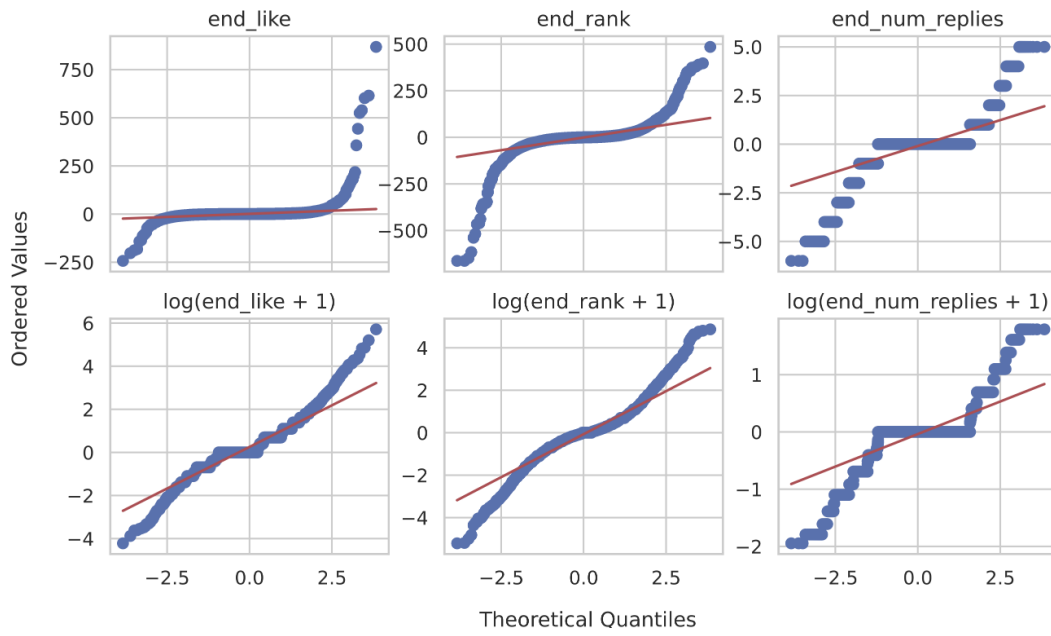 end_like
end_rank
end_num_replies
750
500
250
0
−250
500
250
0
−250
−500
5.0
2.5
0.0
−2.5
−5.0
Ordered Values
log(end_like + 1)
log(end_rank + 1)
log(end_num_replies + 1)
6
4
2
0
−2
−4
4
2
0
−2
−4
1
0
−1
−2
−2.5 0.0 2.5
−2.5 0.0 2.5
−2.5 0.0 2.5
Theoretical Quantiles